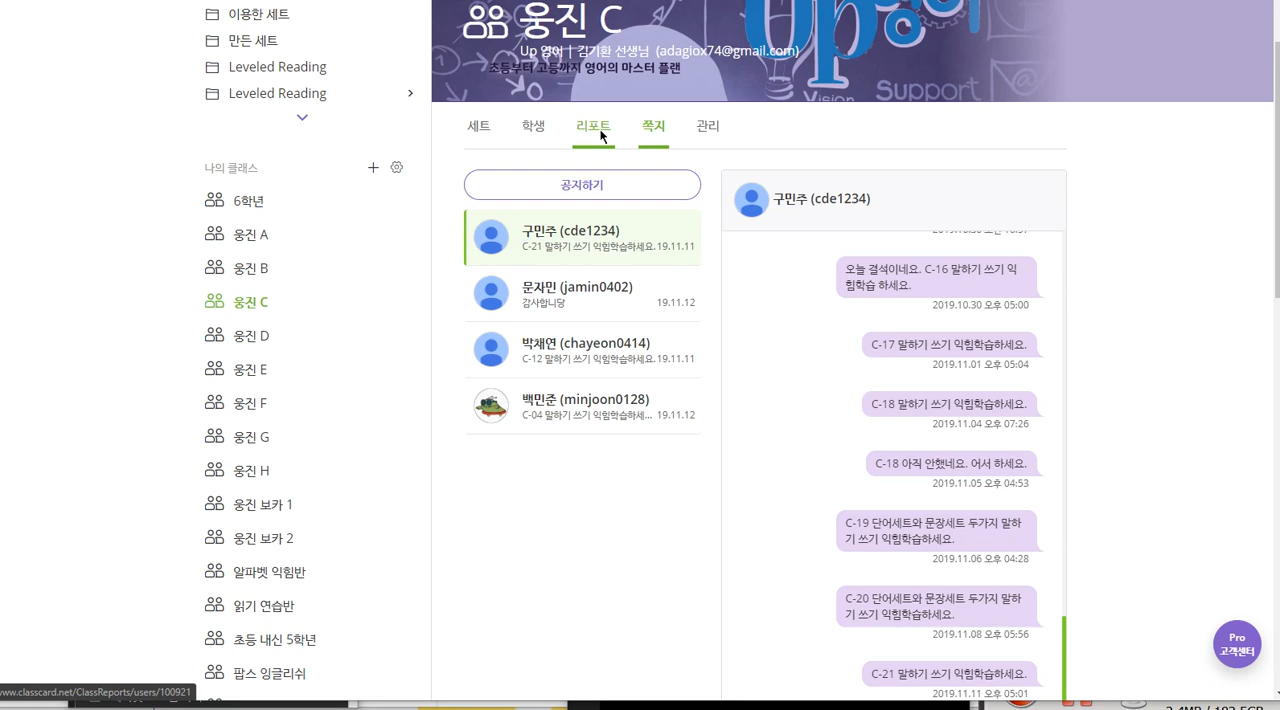 이용한 세트
만든 세트
Leveled Reading
Leveled Reading
나의 클래스
6학년
웅진 A
웅진 B
웅진 C
웅진 D
웅진 E
웅진 F
웅진 G
웅진 H
웅진 보카 1
웅진 보카 2
알파벳 익힘반
읽기 연습반
초등 내신 5학년
팝스 잉글리쉬
웅진 C
Up 영어 | 김기환 선생님 (adagiox74@gmail.com)
초등부터 고등까지 영어의 마스터 플랜
up영어
Vision
Support
세트
학생
리포트
쪽지
관리
공지하기
구민주 (cde1234)
C-21 말하기 쓰기 익힘학습하세요. 19.11.11
문자민 (jamin0402)
감사합니당 19.11.12
박채연 (chayeon0414)
C-12 말하기 쓰기 익힘학습하세요. 19.11.11
백민준 (minjoon0128)
C-04 말하기 쓰기 익힘학습하세... 19.11.12
구민주 (cde1234)
오늘 결석이네요. C-16 말하기 쓰기 익
힘학습 하세요.
2019.10.30 오후 05:00
C-17 말하기 쓰기 익힘학습하세요.
2019.11.01 오후 05:04
C-18 말하기 쓰기 익힘학습하세요.
2019.11.04 오후 07:26
C-18 아직 안했네요. 어서 하세요.
2019.11.05 오후 04:53
C-19 단어세트와 문장세트 두가지 말하
기 쓰기 익힘학습하세요.
2019.11.06 오후 04:28
C-20 단어세트와 문장세트 두가지 말하
기 쓰기 익힘학습하세요.
2019.11.08 오후 05:56
C-21 말하기 쓰기 익힘학습하세요.
2019.11.11 오후 05:01
Pro
고객센터
www.classcard.net/ClassReports/users/100921